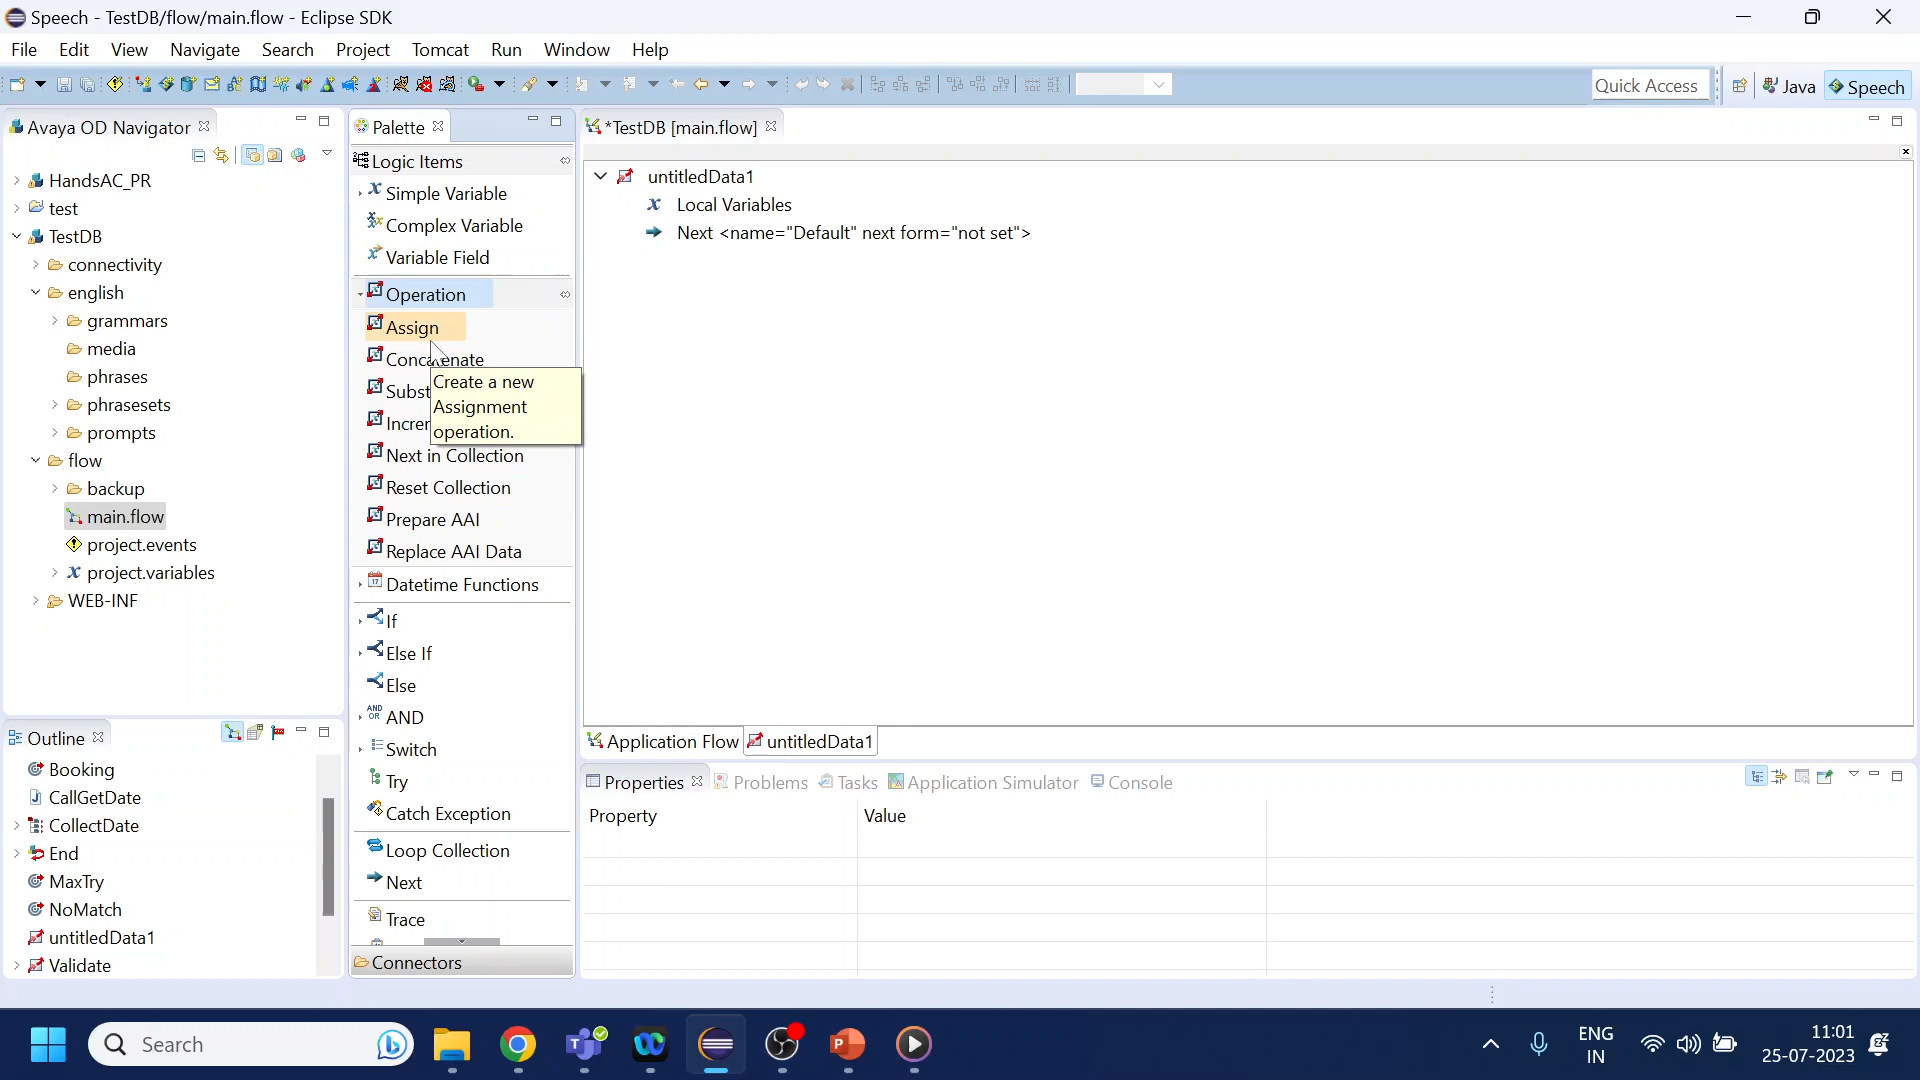 Speech - TestDB/flow/main.flow - Eclipse SDK
File Edit View Navigate Search Project Tomcat Run Window Help
Quick Access
Java
Speech
Avaya OD Navigator
HandsAC_PR
test
TestDB
connectivity
english
grammars
media
phrases
phrasesets
prompts
flow
backup
main.flow
project.events
project.variables
WEB-INF
Outline
Booking
CallGetDate
CollectDate
End
MaxTry
NoMatch
untitledData1
Validate
Palette
Logic Items
Simple Variable
Complex Variable
Variable Field
Operation
Assign
Create a new
Assignment
operation.
Next in Collection
Reset Collection
Prepare AAI
Replace AAI Data
Datetime Functions
If
Else If
Else
AND
OR
AND
Switch
Try
Catch Exception
Loop Collection
Next
Trace
Connectors
*TestDB [main.flow]
untitledData1
Local Variables
Next <name="Default" next form="not set">
Application Flow
untitledData1
Properties
Problems
Tasks
Application Simulator
Console
Property Value
Search
ENG
IN
11:01
25-07-2023